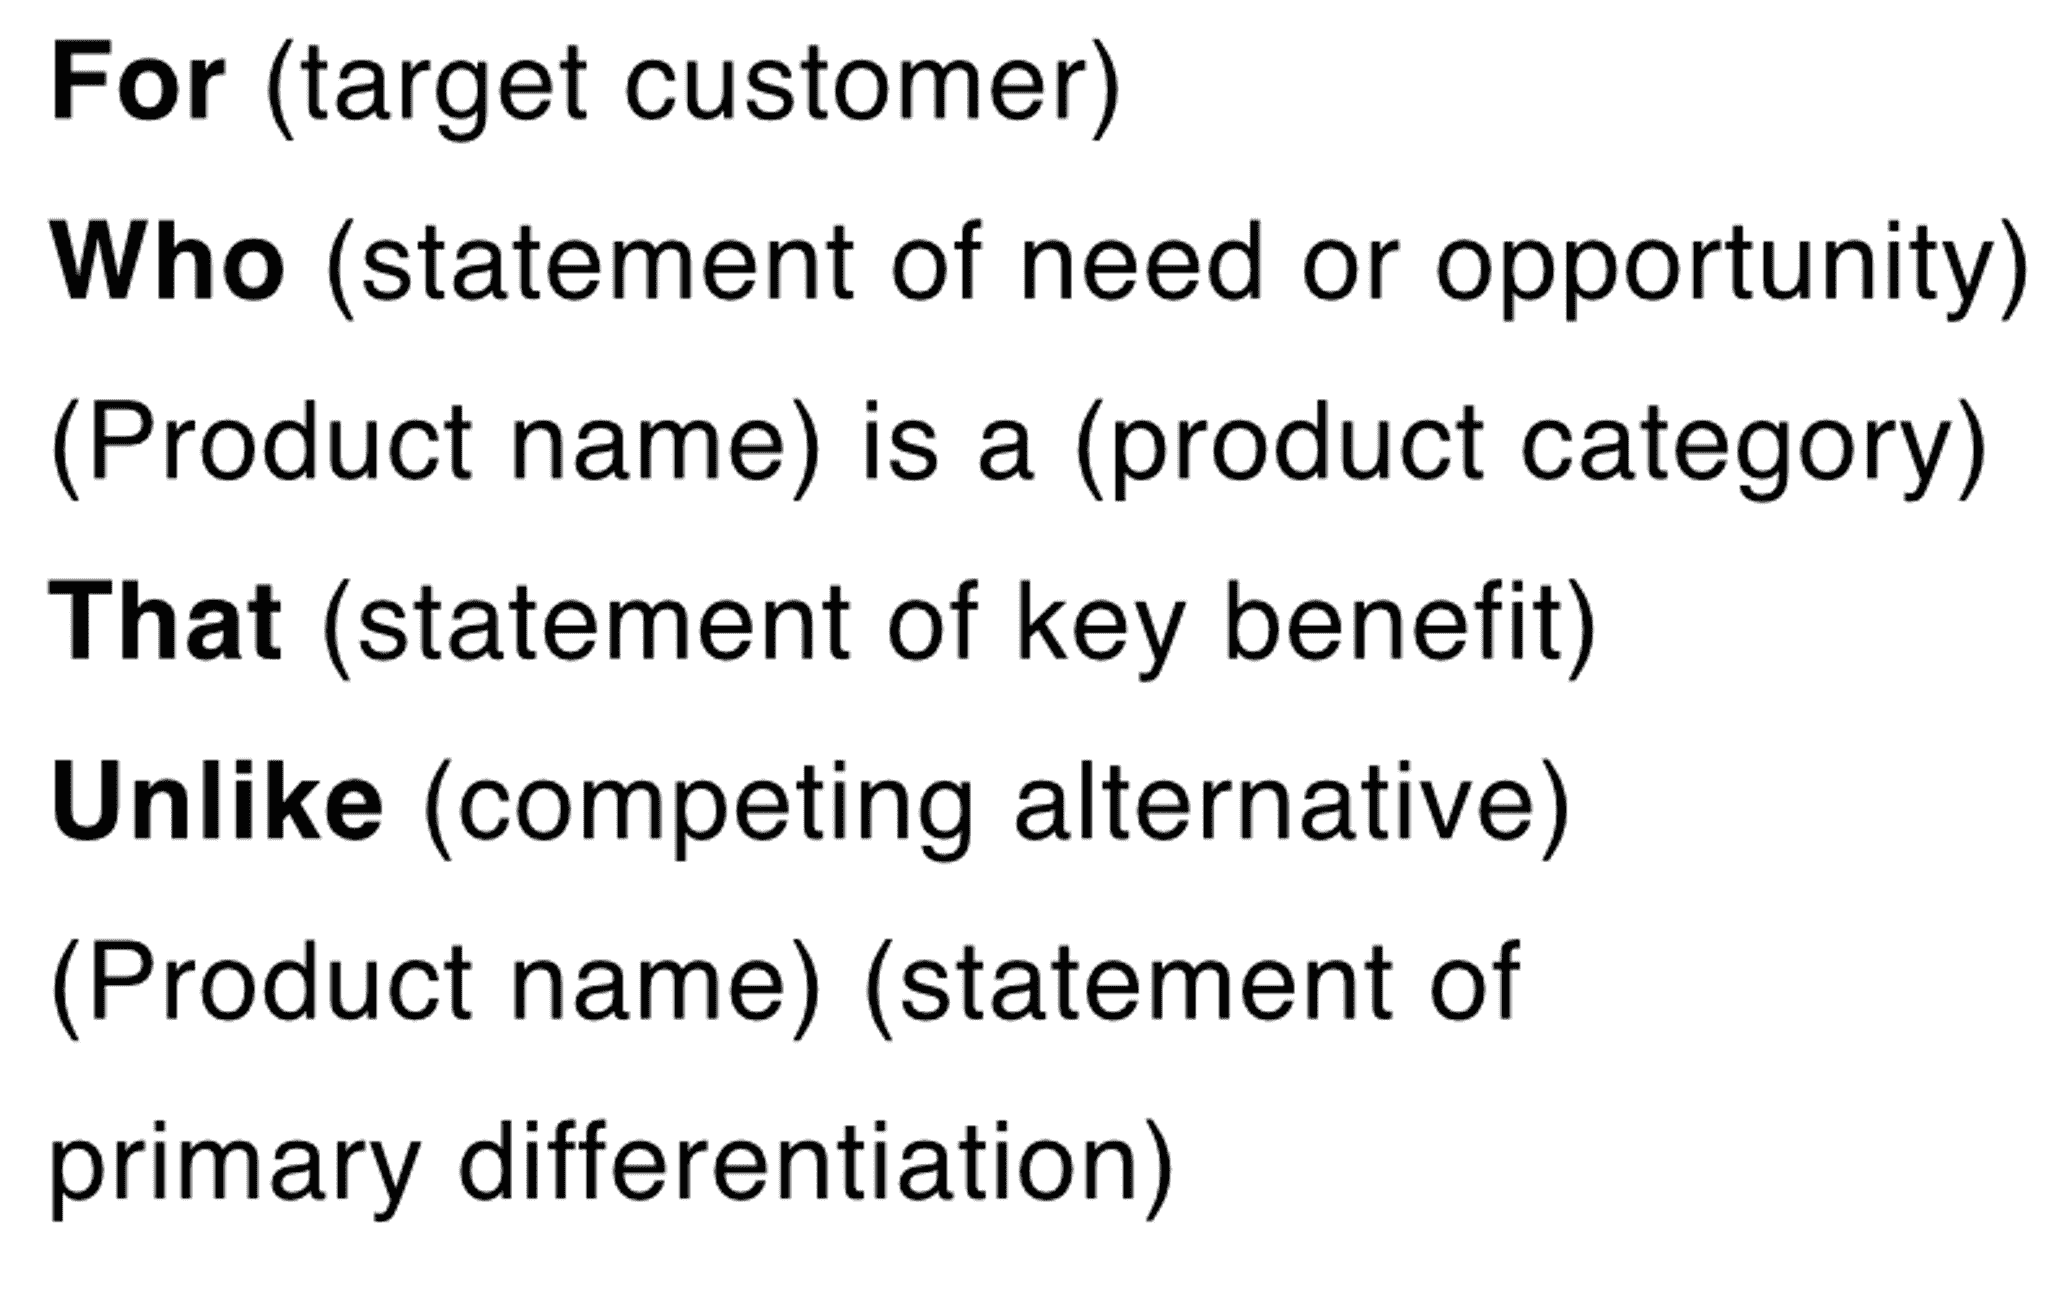 For (target customer)
Who (statement of need or opportunity)
(Product name) is a (product category)
That (statement of key benefit)
Unlike (competing alternative)
(Product name) (statement of
primary differentiation)